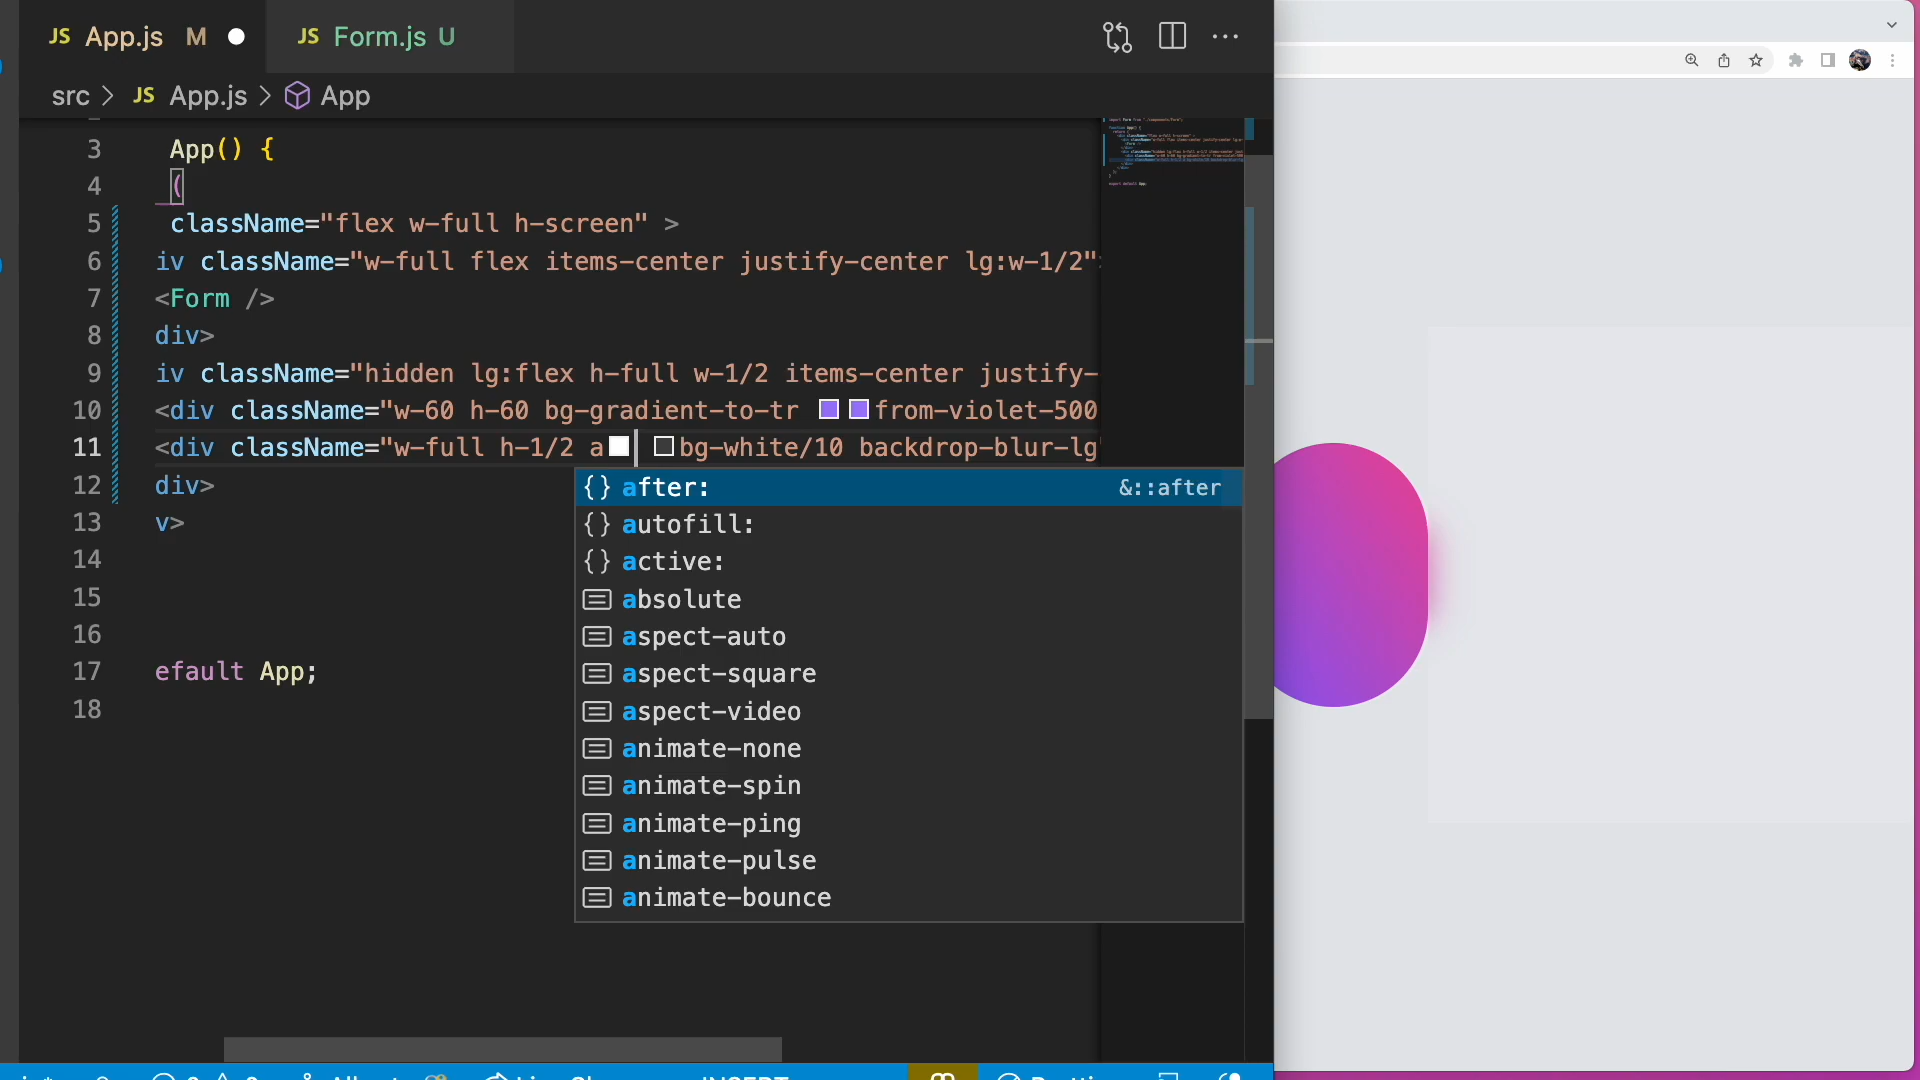 JS App.js M JS Form.js U
src > JS App.js > App
3 App() {
4 (
5 className="flex w-full h-screen" >
6 iv className="w-full flex items-center justify-center lg:w-1/2"
7 <Form />
8 div>
9 iv className="hidden lg:flex h-full w-1/2 items-center justify-
10 <div className="w-60 h-60 bg-gradient-to-tr from-violet-500
11 <div className="w-full h-1/2 a bg-white/10 backdrop-blur-lg
12 div>
13 v>
14
15
16
17 efault App;
18
{} after: &::after
{} autofill:
{} active:
absolute
aspect-auto
aspect-square
aspect-video
animate-none
animate-spin
animate-ping
animate-pulse
animate-bounce